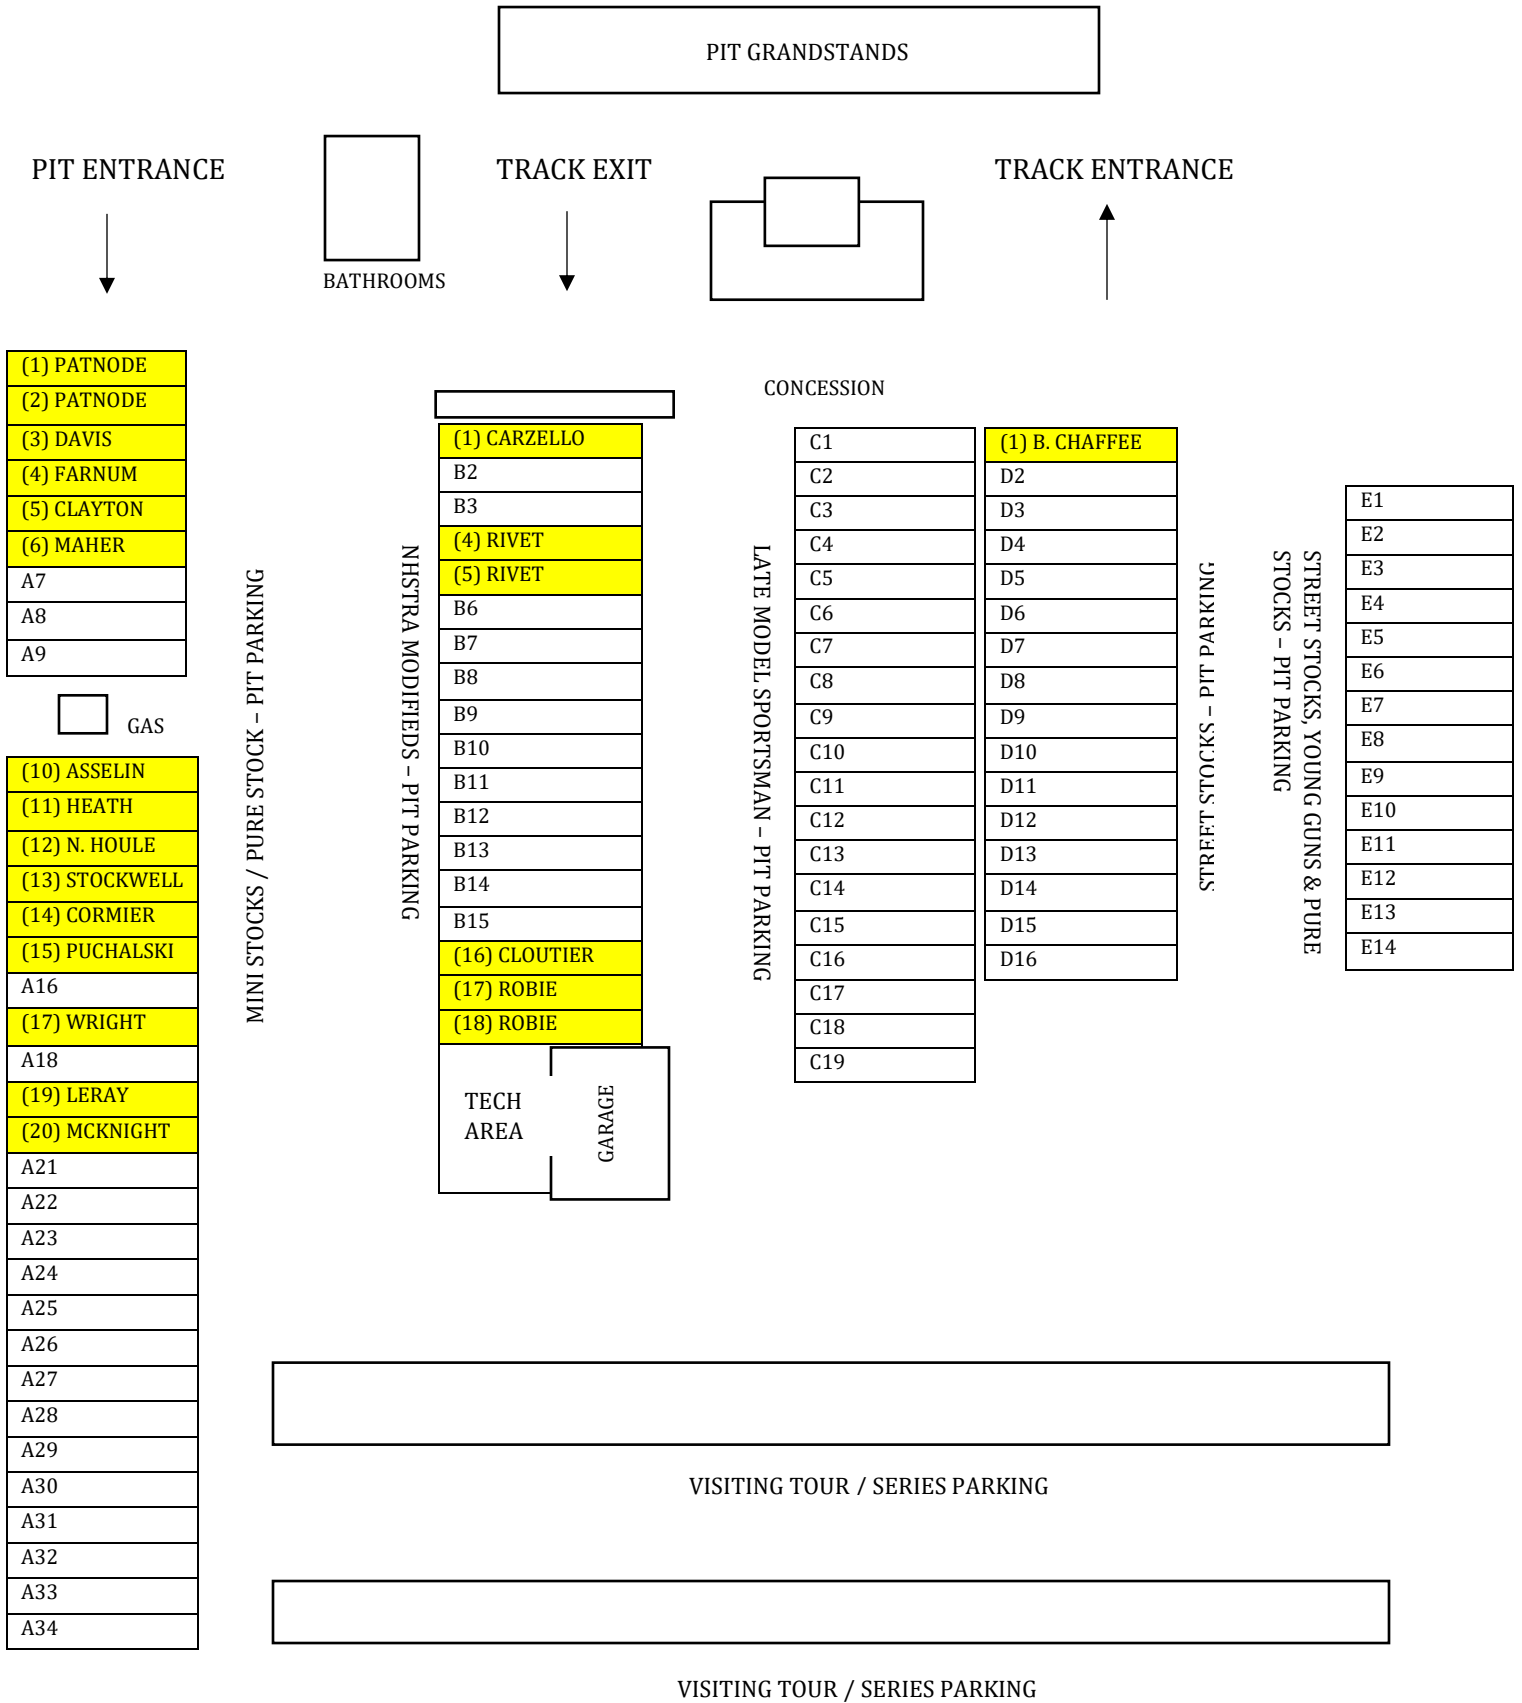 PIT GRANDSTANDS
PIT ENTRANCE
TRACK EXIT
TRACK ENTRANCE
BATHROOMS
CONCESSION
(1) PATNODE
(2) PATNODE
(3) DAVIS
(4) FARNUM
(5) CLAYTON
(6) MAHER
A7
A8
A9
GAS
(10) ASSELIN
(11) HEATH
(12) N. HOULE
(13) STOCKWELL
(14) CORMIER
(15) PUCHALSKI
A16
(17) WRIGHT
A18
(19) LERAY
(20) MCKNIGHT
A21
A22
A23
A24
A25
A26
A27
A28
A29
A30
A31
A32
A33
A34
MINI STOCKS / PURE STOCK – PIT PARKING
NHSTRA MODIFIEDS – PIT PARKING
(1) CARZELLO
B2
B3
(4) RIVET
(5) RIVET
B6
B7
B8
B9
B10
B11
B12
B13
B14
B15
(16) CLOUTIER
(17) ROBIE
(18) ROBIE
TECH
AREA
GARAGE
LATE MODEL SPORTSMAN – PIT PARKING
C1
C2
C3
C4
C5
C6
C7
C8
C9
C10
C11
C12
C13
C14
C15
C16
C17
C18
C19
(1) B. CHAFFEE
D2
D3
D4
D5
D6
D7
D8
D9
D10
D11
D12
D13
D14
D15
D16
STREET STOCKS – PIT PARKING
STREET STOCKS, YOUNG GUNS & PURE
STOCKS – PIT PARKING
E1
E2
E3
E4
E5
E6
E7
E8
E9
E10
E11
E12
E13
E14
VISITING TOUR / SERIES PARKING
VISITING TOUR / SERIES PARKING